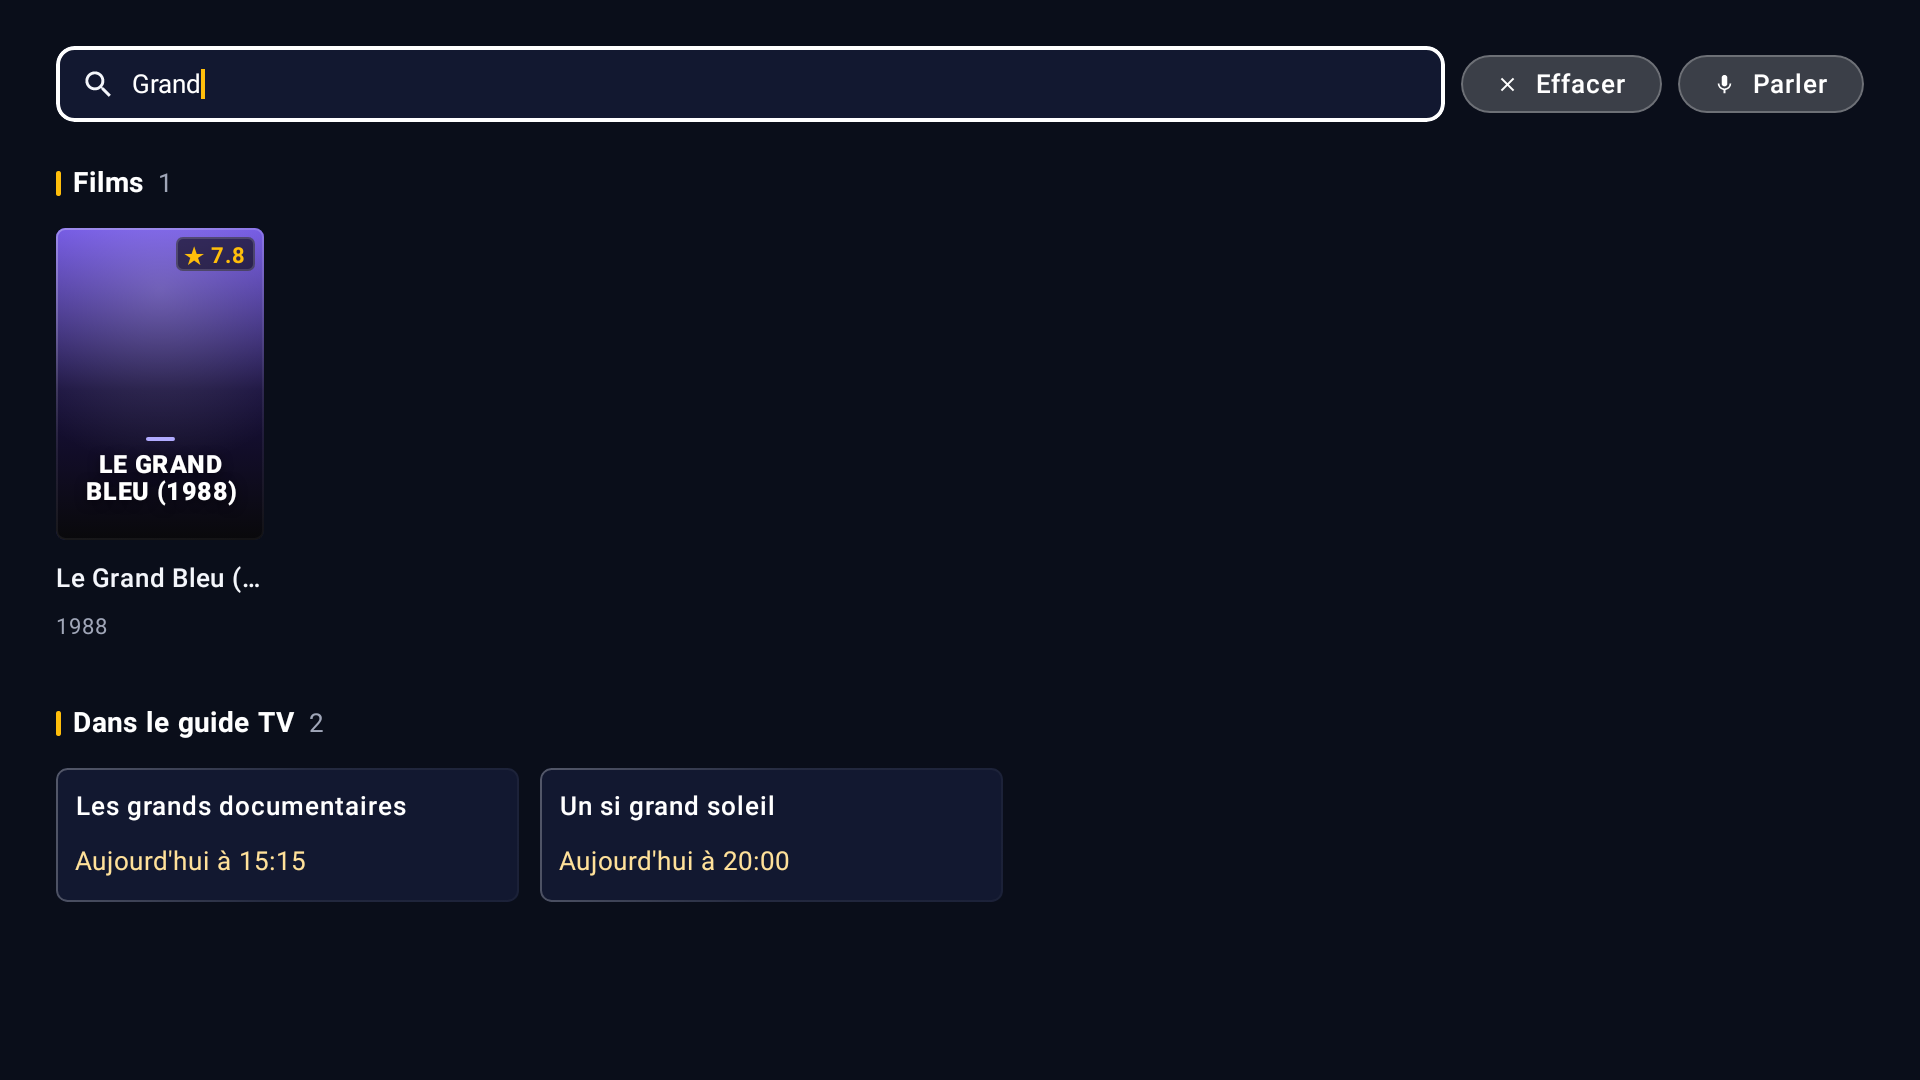 Grand
Effacer
Parler
Films 1
★ 7.8
LE GRAND
BLEU (1988)
Le Grand Bleu (…
1988
Dans le guide TV 2
Les grands documentaires
Aujourd'hui à 15:15
Un si grand soleil
Aujourd'hui à 20:00